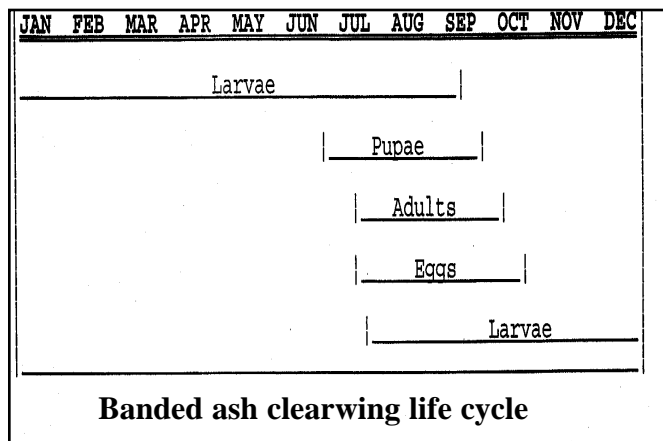 JAN FEB MAR APR MAY JUN JUL AUG SEP OCT NOV DEC
Larvae
Pupae
Adults
Eggs
Larvae
Banded ash clearwing life cycle